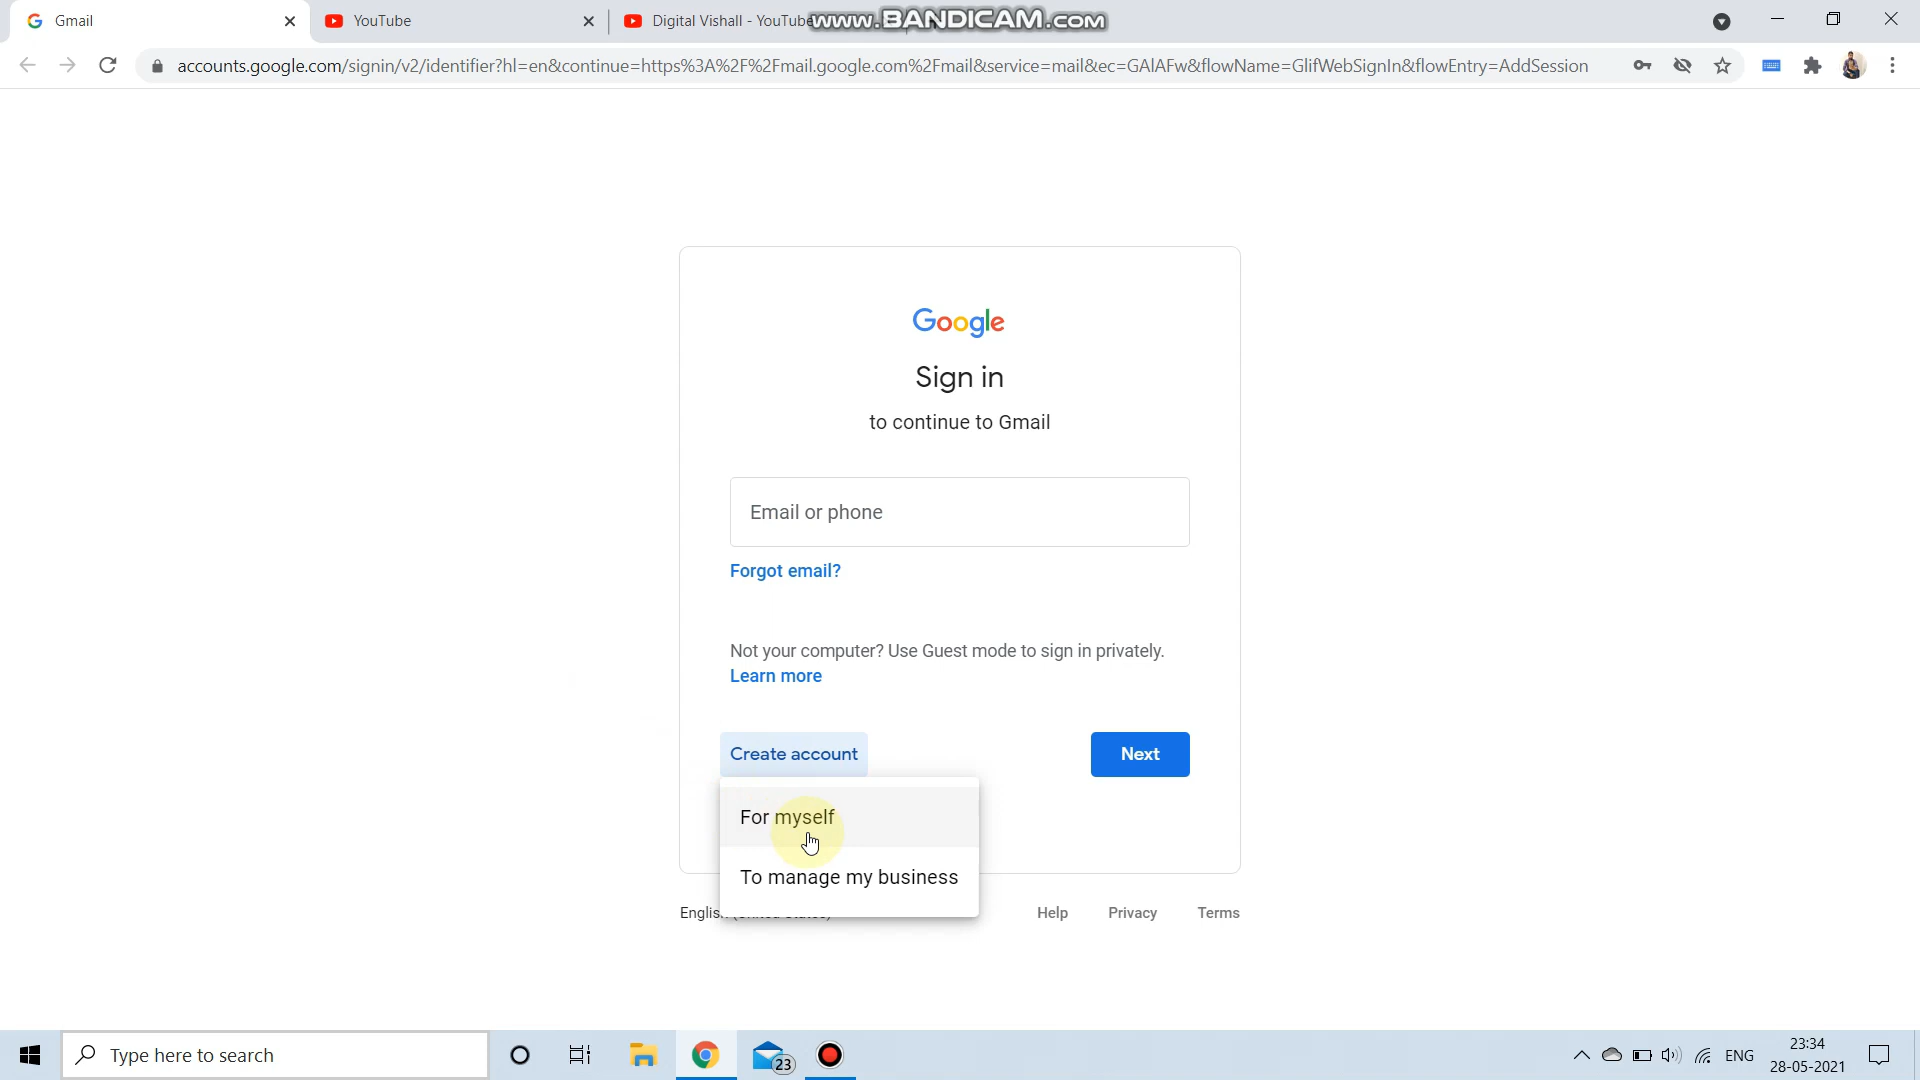 Gmail
YouTube
Digital Vishall - YouTube
www.BANDICAM.com
accounts.google.com/signin/v2/identifier?hl=en&continue=https%3A%2F%2Fmail.google.com%2Fmail&service=mail&ec=GAlAFw&flowName=GlifWebSignIn&flowEntry=AddSession
Google
Sign in
to continue to Gmail
Email or phone
Forgot email?
Not your computer? Use Guest mode to sign in privately.
Learn more
Create account
Next
For myself
To manage my business
Help
Privacy
Terms
Type here to search
23
ENG
23:34
28-05-2021